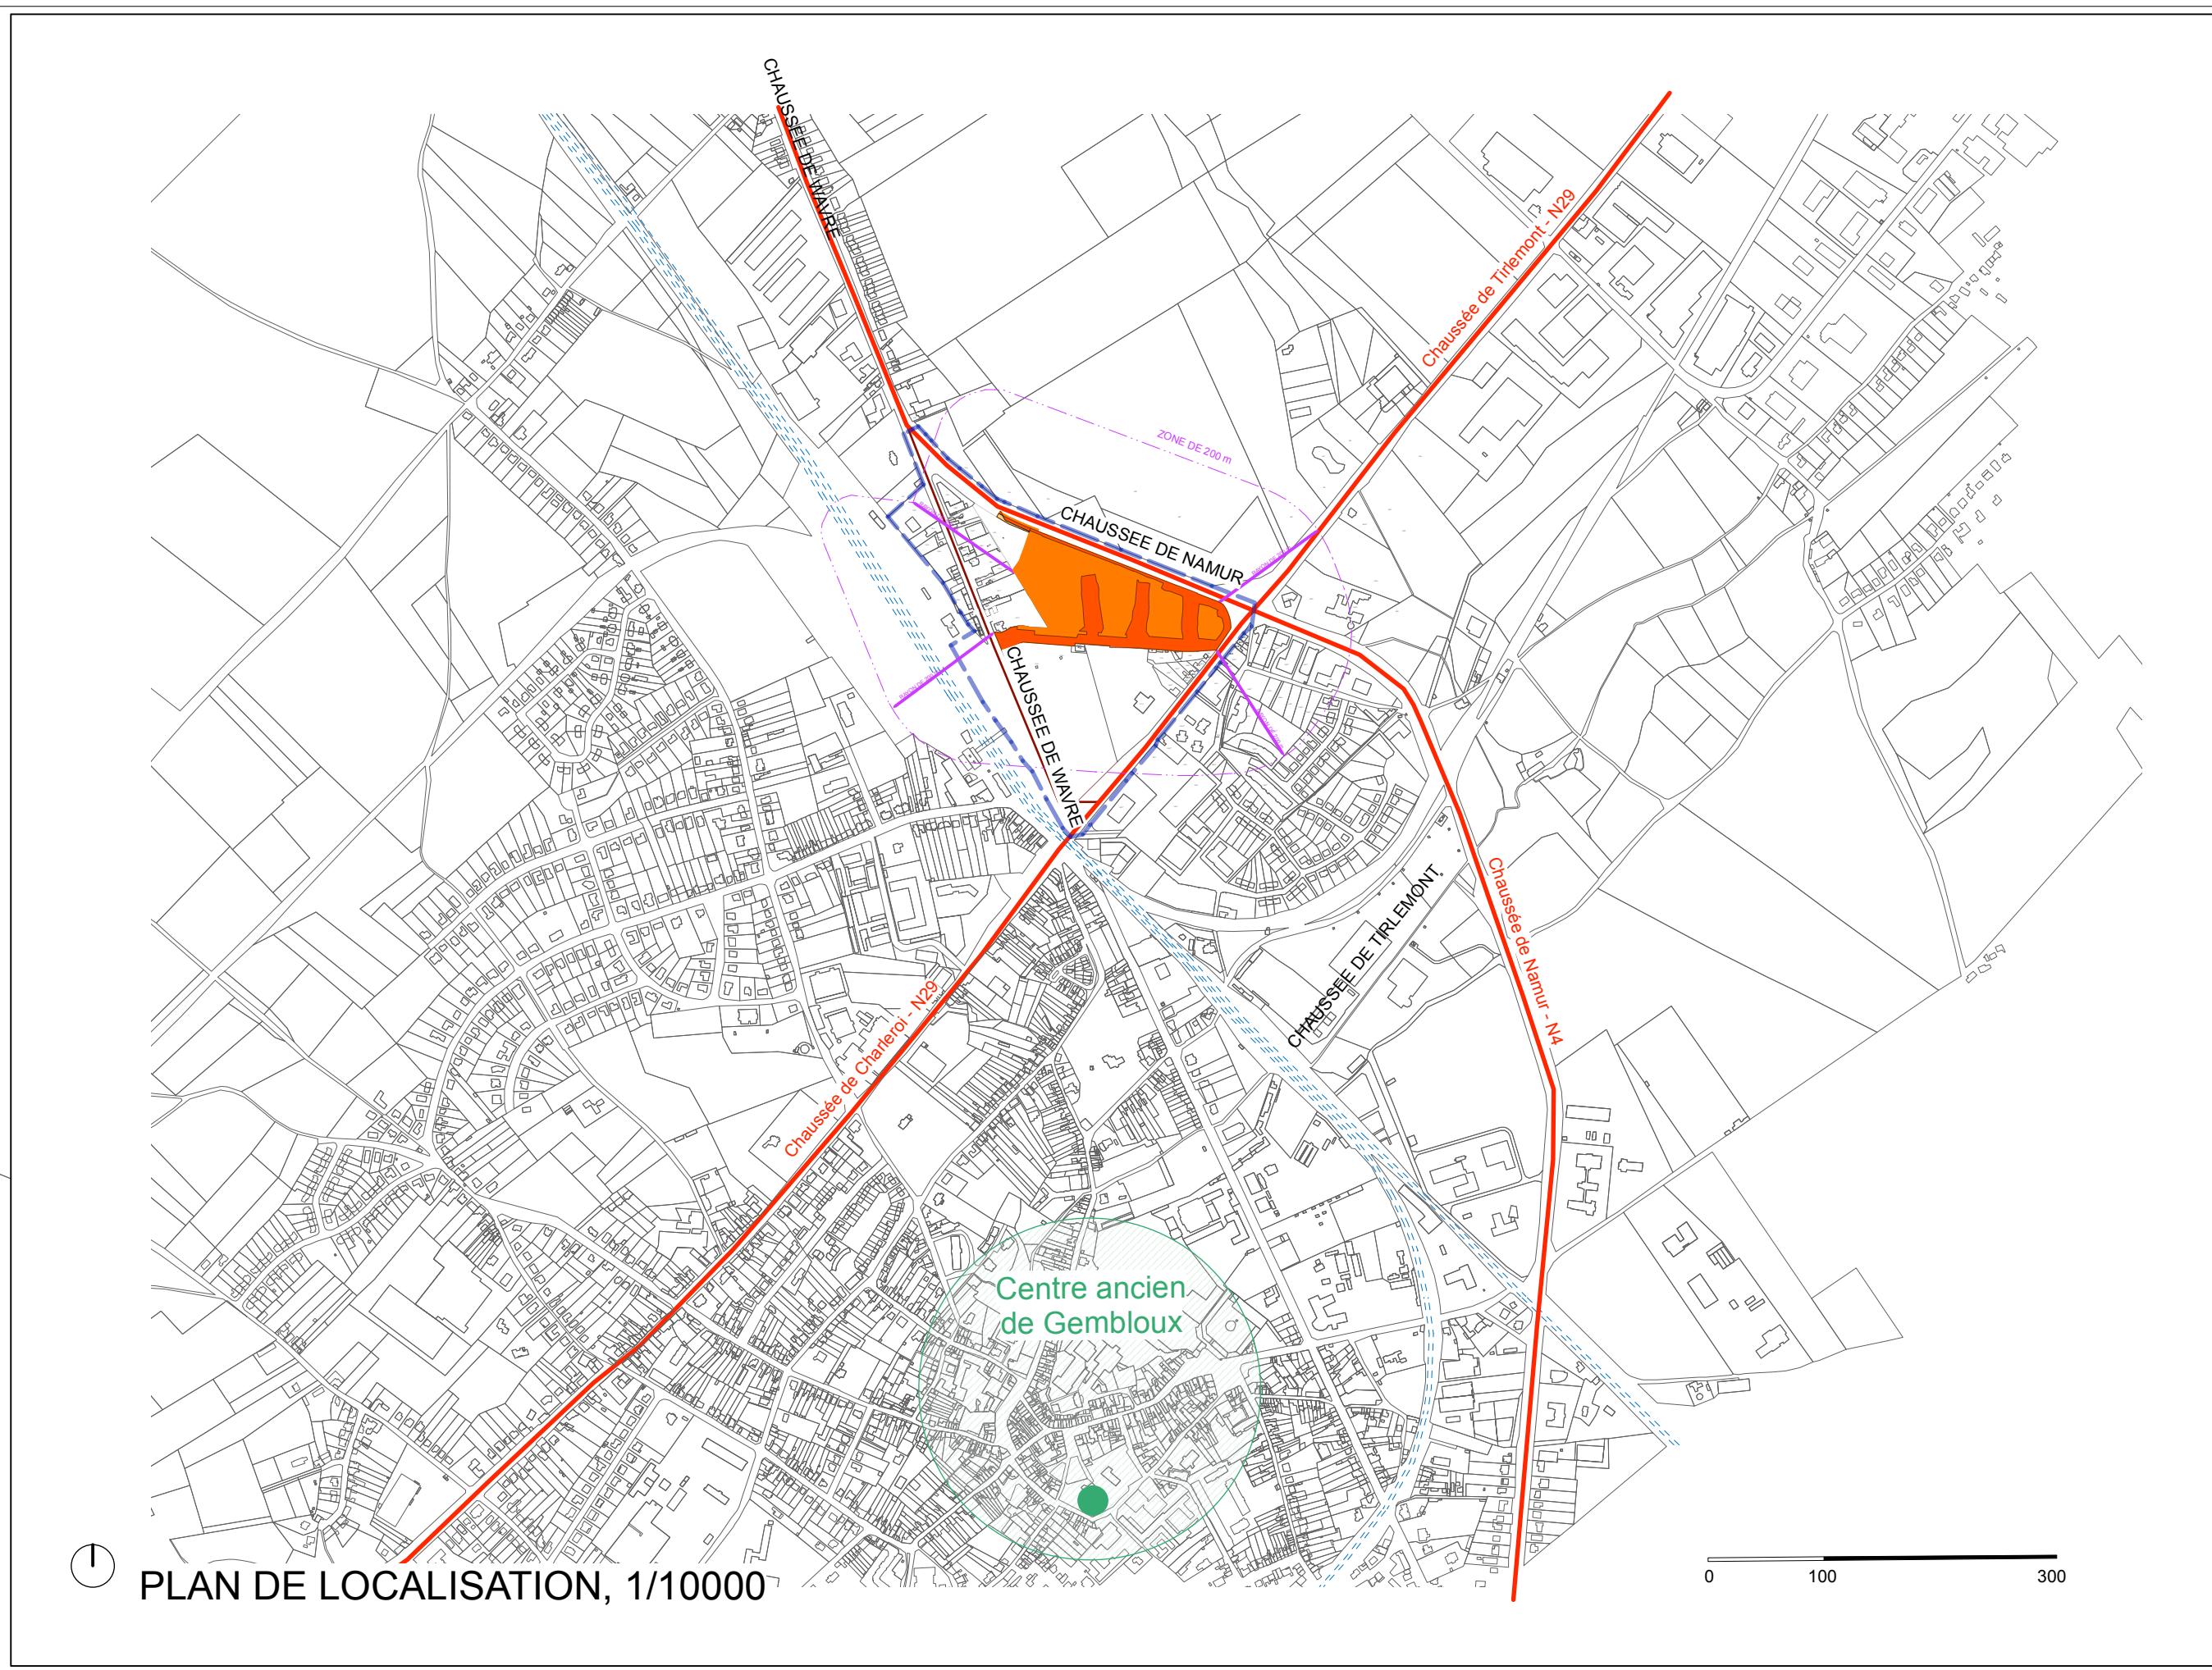 CHAUSSEE DE WAVRE
Chaussée de Tirlemont - N29
ZONE DE 200 m
CHAUSSEE DE NAMUR
CHAUSSEE DE WAVRE
CHAUSSEE DE TIRLEMONT
Chaussée de Namur - N4
Chaussée de Charleroi - N29
Centre ancien
de Gembloux
PLAN DE LOCALISATION, 1/10000
0 100 300